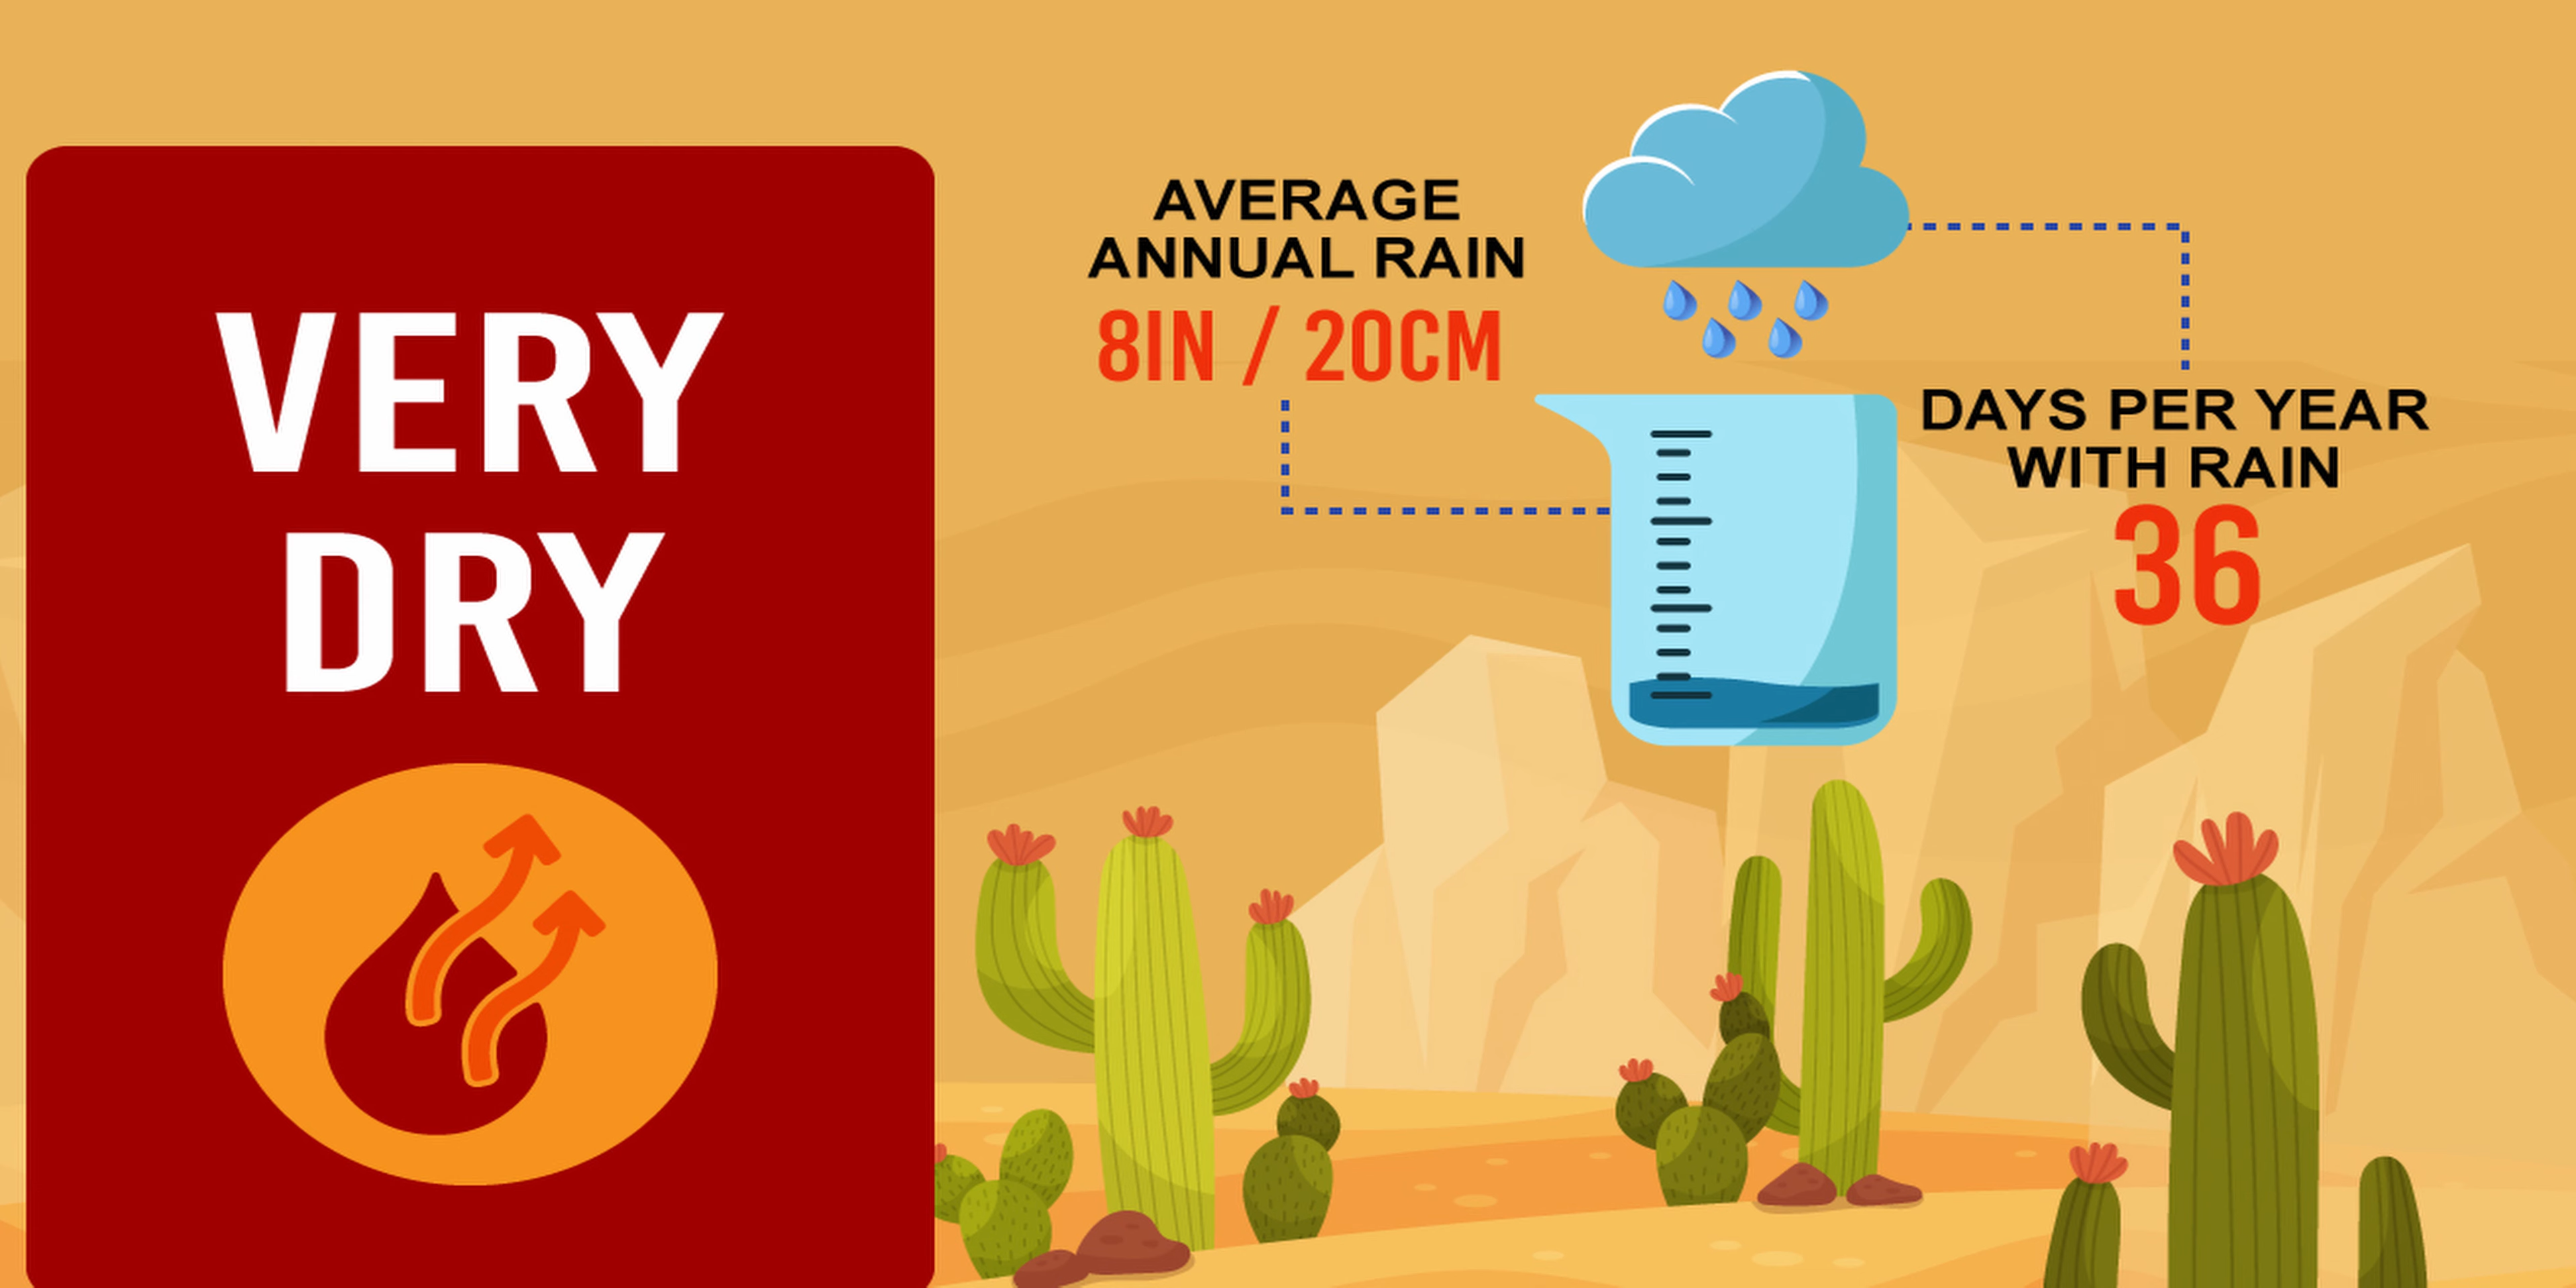 VERY
DRY
AVERAGE
ANNUAL RAIN
8IN / 20CM
DAYS PER YEAR
WITH RAIN
36